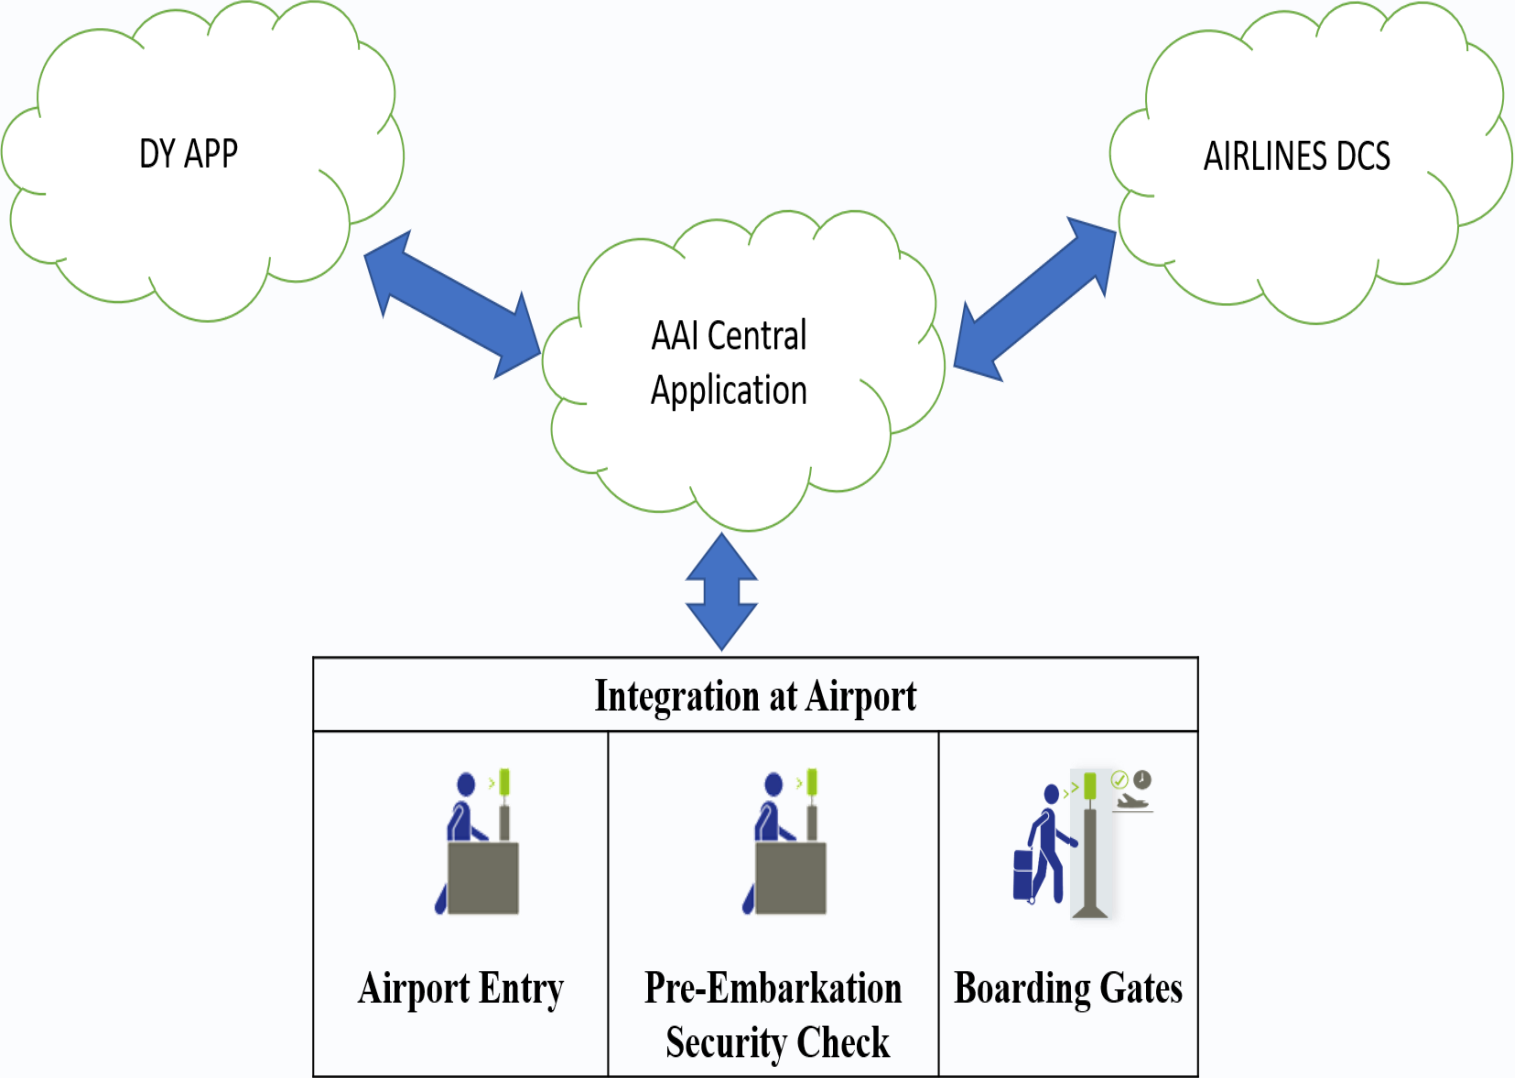 DY APP
AIRLINES DCS
AAI Central
Application
Integration at Airport
Airport Entry
Pre-Embarkation
Security Check
Boarding Gates